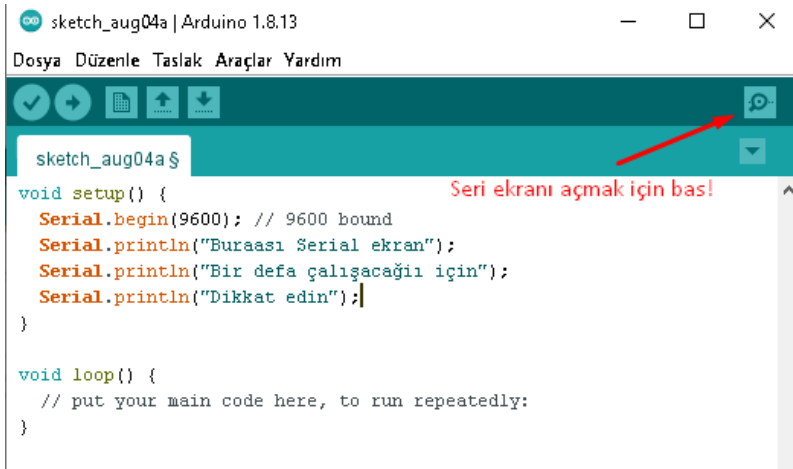 sketch_aug04a | Arduino 1.8.13
Dosya Düzenle Taslak Araçlar Yardım
sketch_aug04a §
Seri ekranı açmak için bas!
void setup() {
  Serial.begin(9600); // 9600 bound
  Serial.println("Buraası Serial ekran");
  Serial.println("Bir defa çalışacağıı için");
  Serial.println("Dikkat edin");
}
void loop() {
  // put your main code here, to run repeatedly:
}